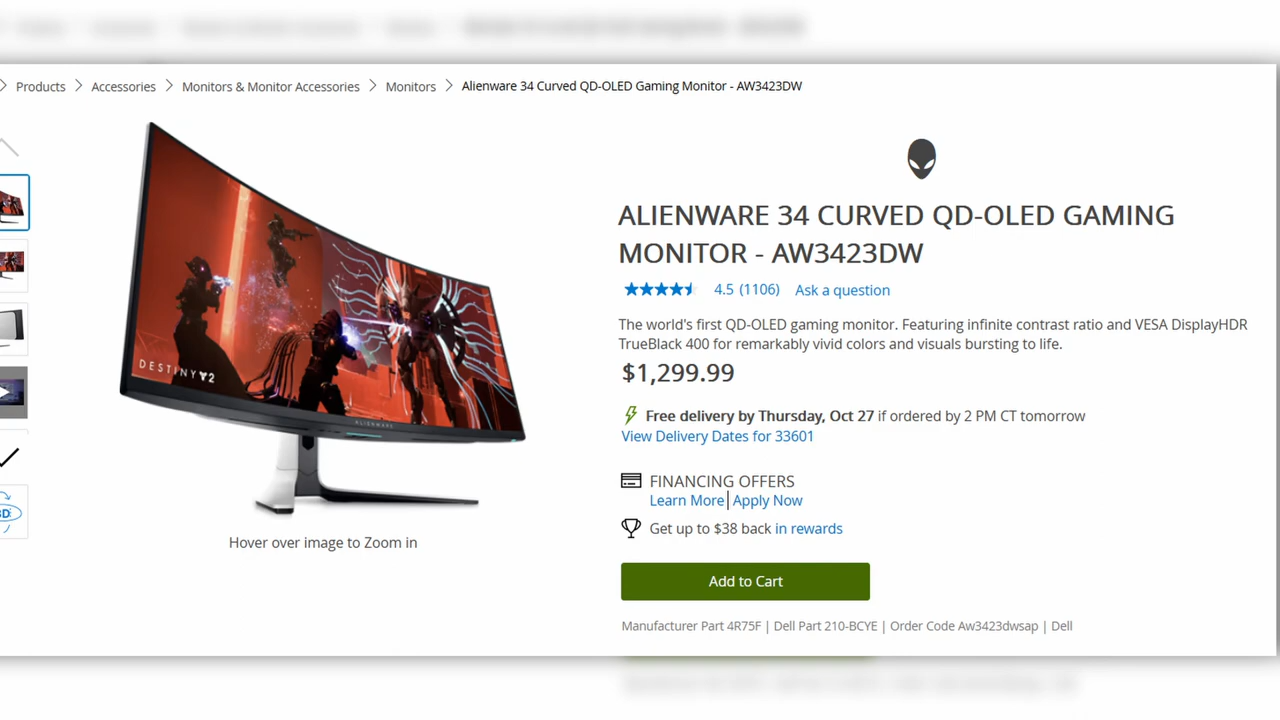 Products > Accessories > Monitors & Monitor Accessories > Monitors > Alienware 34 Curved QD-OLED Gaming Monitor - AW3423DW
ALIENWARE 34 CURVED QD-OLED GAMING
MONITOR - AW3423DW
4.5 (1106) Ask a question
The world's first QD-OLED gaming monitor. Featuring infinite contrast ratio and VESA DisplayHDR
TrueBlack 400 for remarkably vivid colors and visuals bursting to life.
$1,299.99
DESTINY 2
ALIENWARE
Free delivery by Thursday, Oct 27 if ordered by 2 PM CT tomorrow
View Delivery Dates for 33601
FINANCING OFFERS
Learn More | Apply Now
3D
Get up to $38 back in rewards
Hover over image to Zoom in
Add to Cart
Manufacturer Part 4R75F | Dell Part 210-BCYE | Order Code Aw3423dwsap | Dell